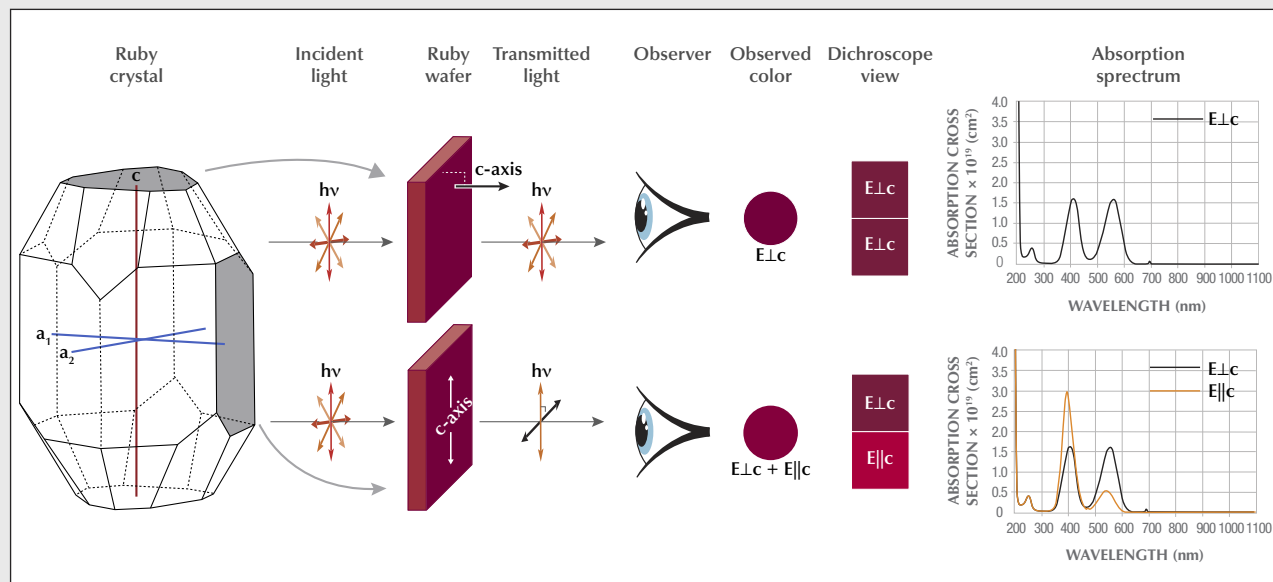 Ruby
crystal
Incident
light
Ruby
wafer
Transmitted
light
Observer
Observed
color
Dichroscope
view
Absorption
sprectrum
c
a1
a2
hν
c-axis
hν
E⊥c
E⊥c
E⊥c
ABSORPTION CROSS
SECTION × 10¹⁹ (cm²)
4.0
3.5
3.0
2.5
2.0
1.5
1.0
0.5
0
E⊥c
200 300 400 500 600 700 800 900 1000 1100
WAVELENGTH (nm)
hν
c-axis
hν
E⊥c + E||c
E⊥c
E||c
ABSORPTION CROSS
SECTION × 10¹⁹ (cm²)
4.0
3.5
3.0
2.5
2.0
1.5
1.0
0.5
0
E⊥c
E||c
200 300 400 500 600 700 800 900 1000 1100
WAVELENGTH (nm)